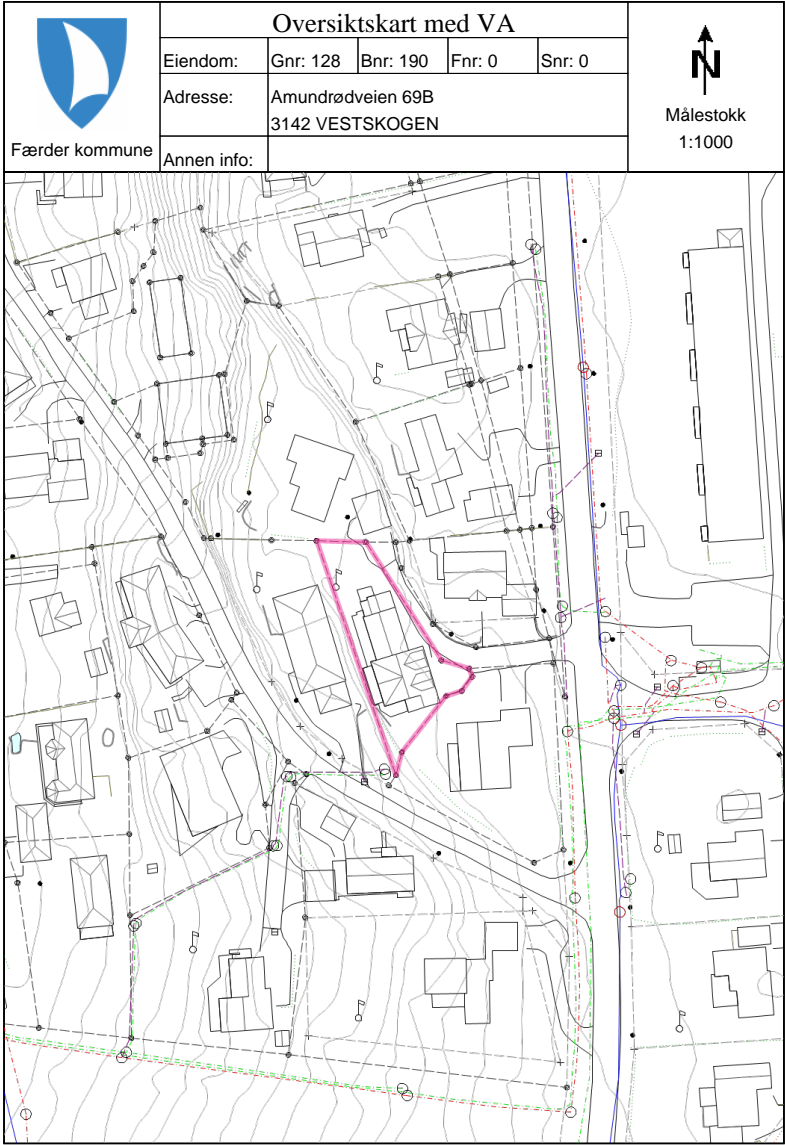 Oversiktskart med VA
Eiendom: Gnr: 128 Bnr: 190 Fnr: 0 Snr: 0
Adresse: Amundrødveien 69B
3142 VESTSKOGEN
Annen info:
Færder kommune
N
Målestokk
1:1000